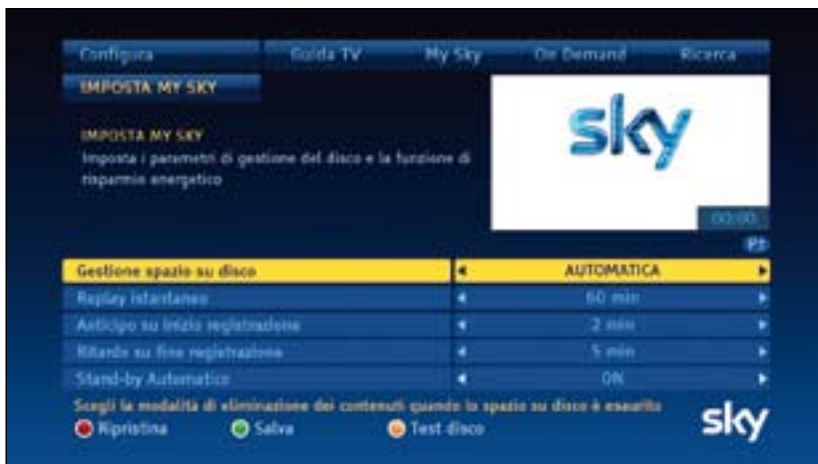 Configura Guida TV My Sky On Demand Ricerca
IMPOSTA MY SKY
IMPOSTA MY SKY
Imposta i parametri di gestione del disco e la funzione di
risparmio energetico
sky
00:00
P
Gestione spazio su disco AUTOMATICA
Replay istantaneo 60 min
Anticipo su inizio registrazione 2 min
Ritardo su fine registrazione 5 min
Stand-by Automatico ON
Scegli la modalità di eliminazione dei contenuti quando lo spazio su disco è esaurito
Ripristina Salva Test disco
sky